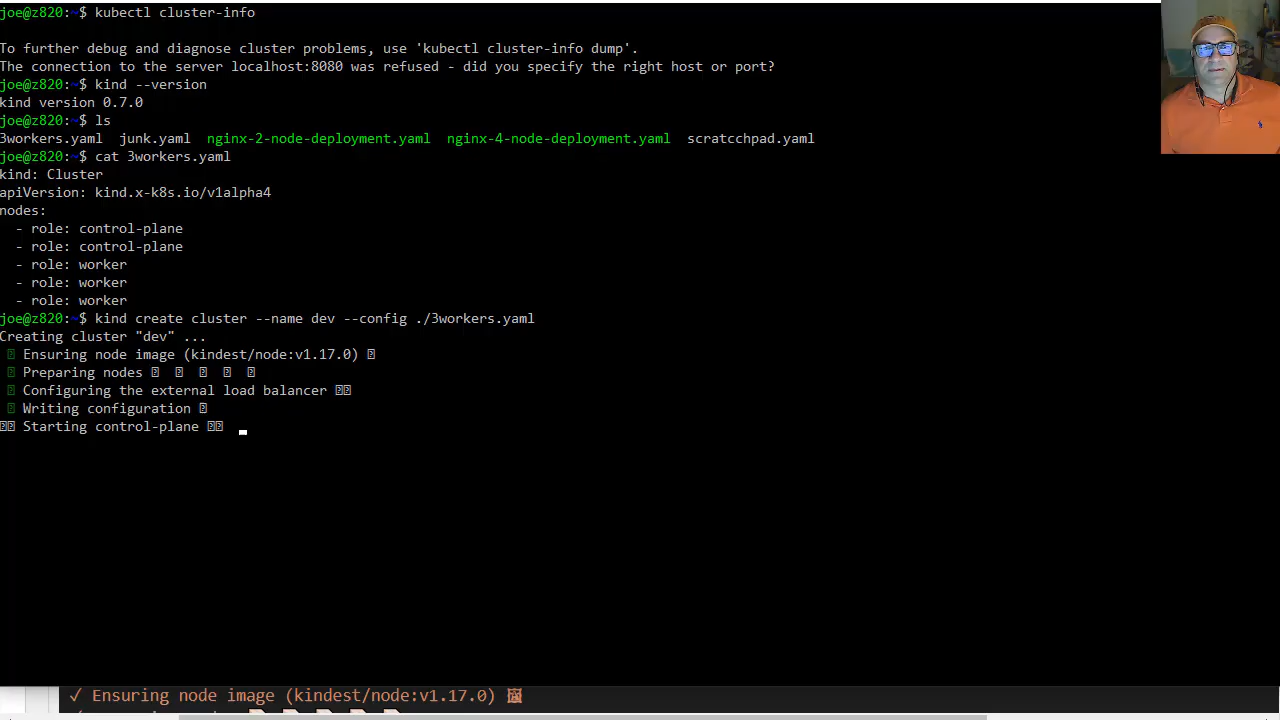 joe@z820:~$ kubectl cluster-info
To further debug and diagnose cluster problems, use 'kubectl cluster-info dump'.
The connection to the server localhost:8080 was refused - did you specify the right host or port?
joe@z820:~$ kind --version
kind version 0.7.0
joe@z820:~$ ls
3workers.yaml  junk.yaml  nginx-2-node-deployment.yaml  nginx-4-node-deployment.yaml  scratcchpad.yaml
joe@z820:~$ cat 3workers.yaml
kind: Cluster
apiVersion: kind.x-k8s.io/v1alpha4
nodes:
  - role: control-plane
  - role: control-plane
  - role: worker
  - role: worker
  - role: worker
joe@z820:~$ kind create cluster --name dev --config ./3workers.yaml
Creating cluster "dev" ...
Ensuring node image (kindest/node:v1.17.0)
Preparing nodes
Configuring the external load balancer
Writing configuration
Starting control-plane
✓ Ensuring node image (kindest/node:v1.17.0) 🖼